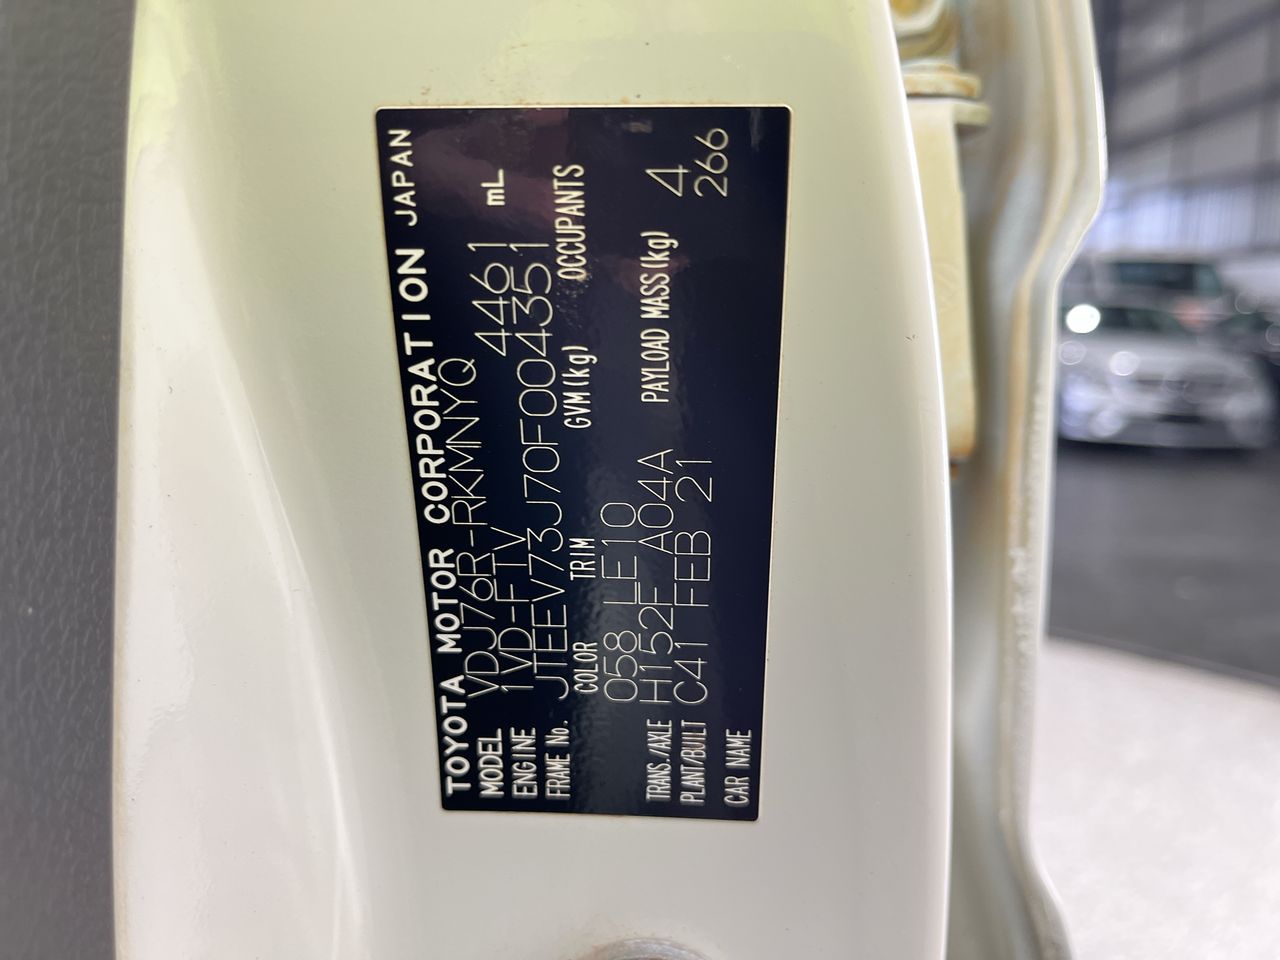 TOYOTA MOTOR CORPORATION JAPAN
MODEL VDJ76R-RKMNYQ
ENGINE 1VD-FTV 4461 mL
FRAME No. JTEEV73J70F004351
COLOR TRIM GVM(kg) OCCUPANTS
058 LE10 4
TRANS./AXLE H152F A04A PAYLOAD MASS(kg) 266
PLANT/BUILT C41 FEB 21
CAR NAME